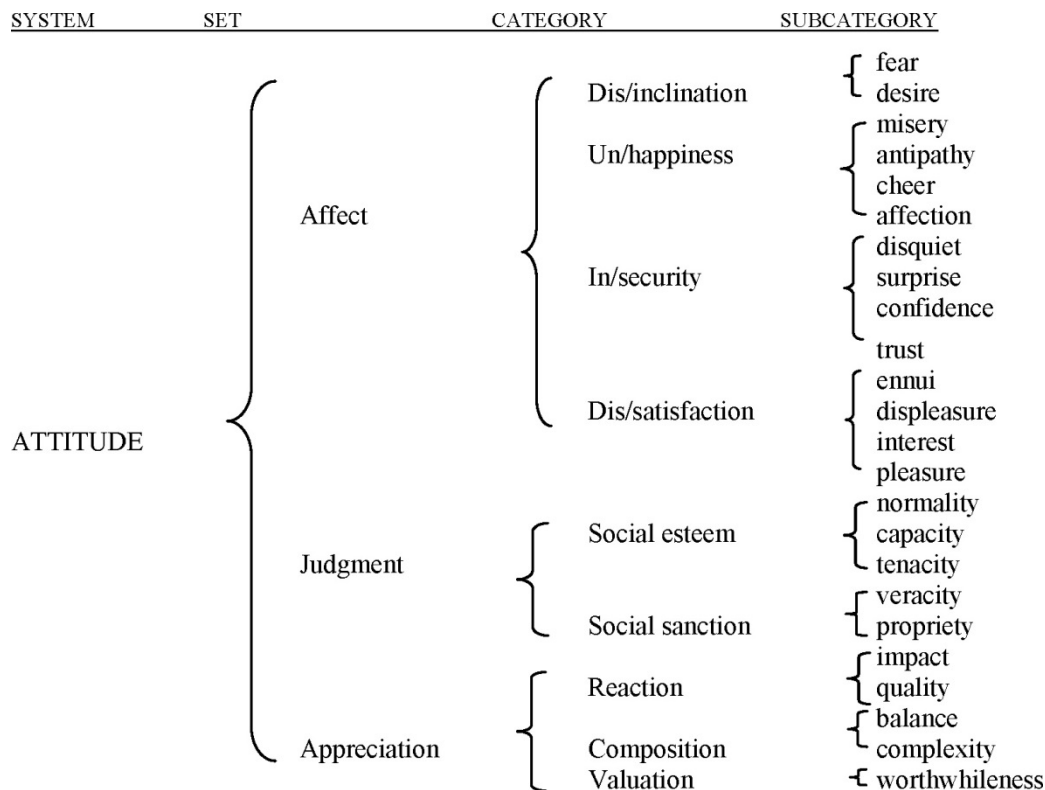 SYSTEM SET CATEGORY SUBCATEGORY
fear
Dis/inclination
desire
misery
Un/happiness
antipathy
cheer
Affect
affection
disquiet
In/security
surprise
confidence
trust
ennui
Dis/satisfaction
displeasure
ATTITUDE
interest
pleasure
normality
Social esteem
capacity
Judgment
tenacity
veracity
Social sanction
propriety
impact
Reaction
quality
balance
Appreciation
Composition
complexity
Valuation
worthwhileness